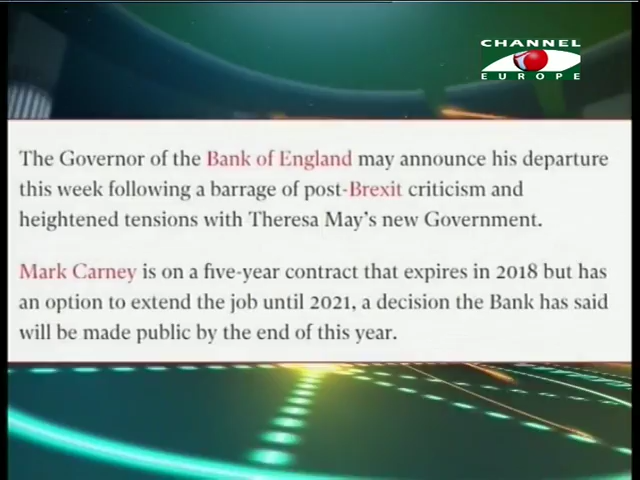 CHANNEL
EUROPE
The Governor of the Bank of England may announce his departure
this week following a barrage of post-Brexit criticism and
heightened tensions with Theresa May's new Government.
Mark Carney is on a five-year contract that expires in 2018 but has
an option to extend the job until 2021, a decision the Bank has said
will be made public by the end of this year.